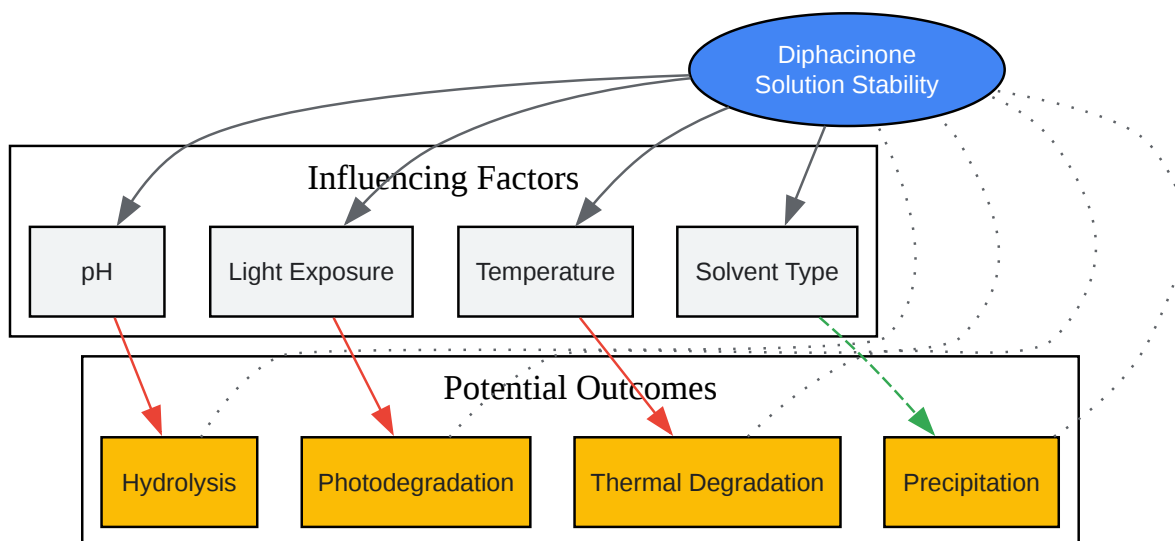 Diphacinone
Solution Stability
Influencing Factors
pH
Light Exposure
Temperature
Solvent Type
Potential Outcomes
Hydrolysis
Photodegradation
Thermal Degradation
Precipitation